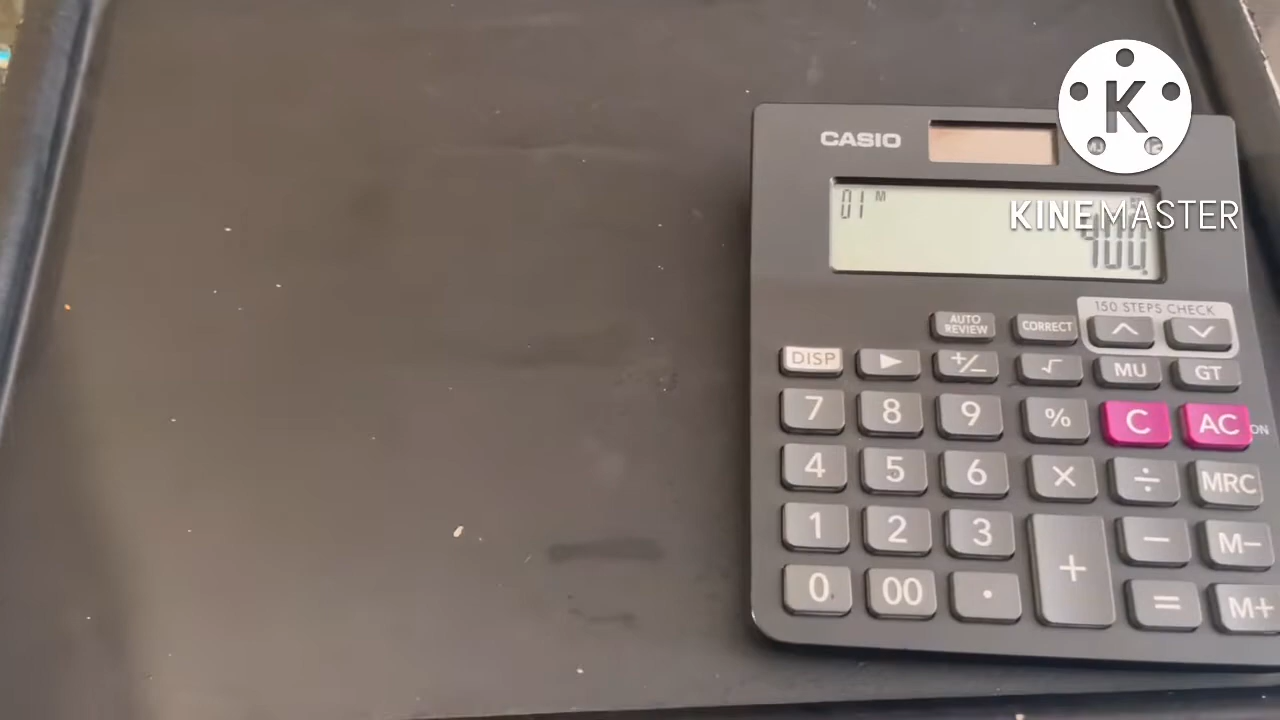 CASIO
K
KINEMASTER
01 M
400.
150 STEPS CHECK
AUTO REVIEW CORRECT
DISP ▶ +/− √ MU GT
7 8 9 % C AC ON
4 5 6 × ÷ MRC
1 2 3 + − M−
0 00 . = M+